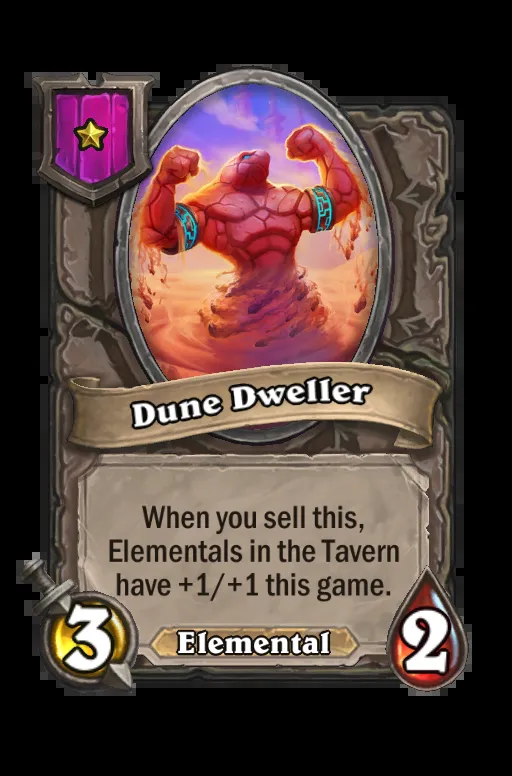 Dune Dweller
When you sell this,
Elementals in the Tavern
have +1/+1 this game.
3
Elemental
2